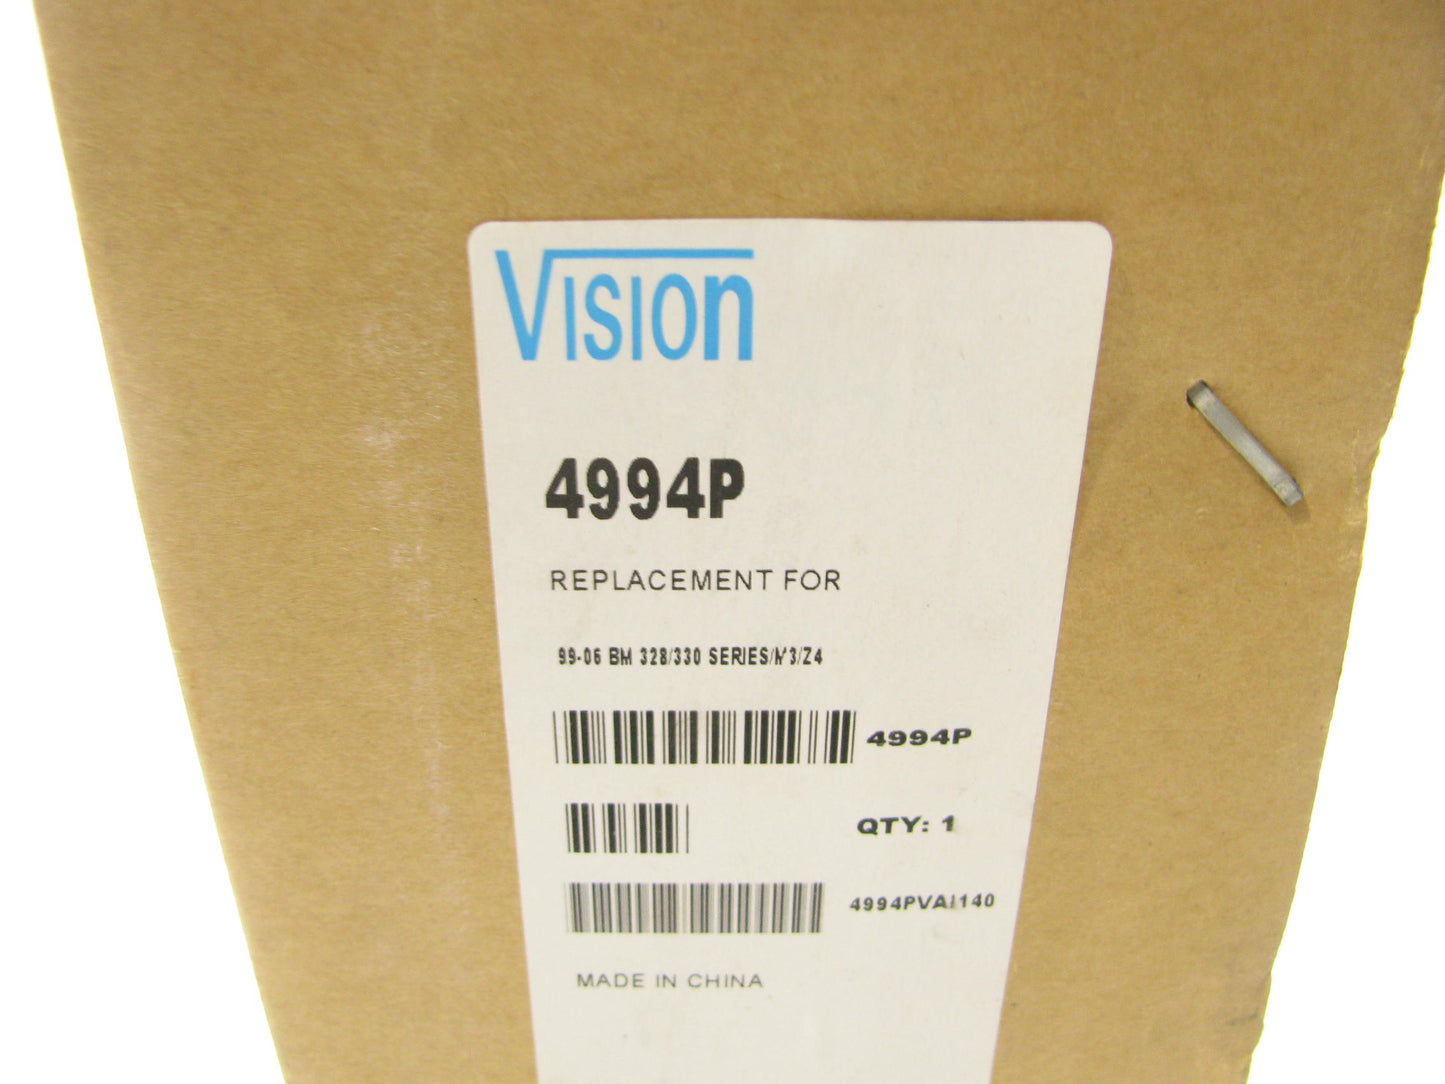 VISIOn
4994P
REPLACEMENT FOR
99-06 BM 328/330 SERIES/M3/Z4
4994P
QTY: 1
4994PVAI140
MADE IN CHINA